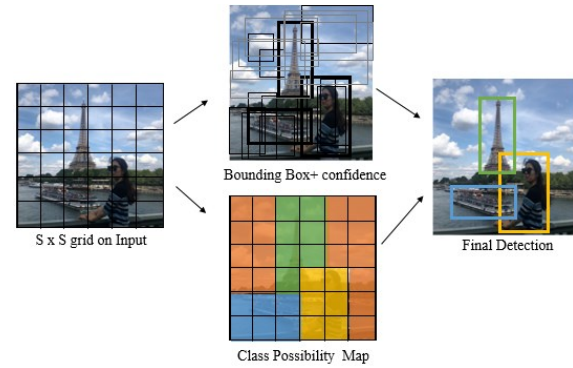 Bounding Box+ confidence
S x S grid on Input
Final Detection
Class Possibility Map